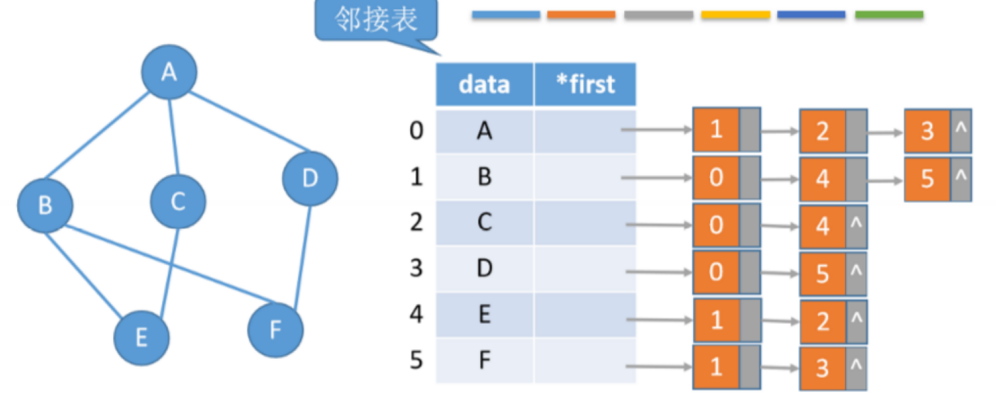 邻接表
A
B
C
D
E
F
data *first
0 A 1 2 3 ^
1 B 0 4 5 ^
2 C 0 4 ^
3 D 0 5 ^
4 E 1 2 ^
5 F 1 3 ^